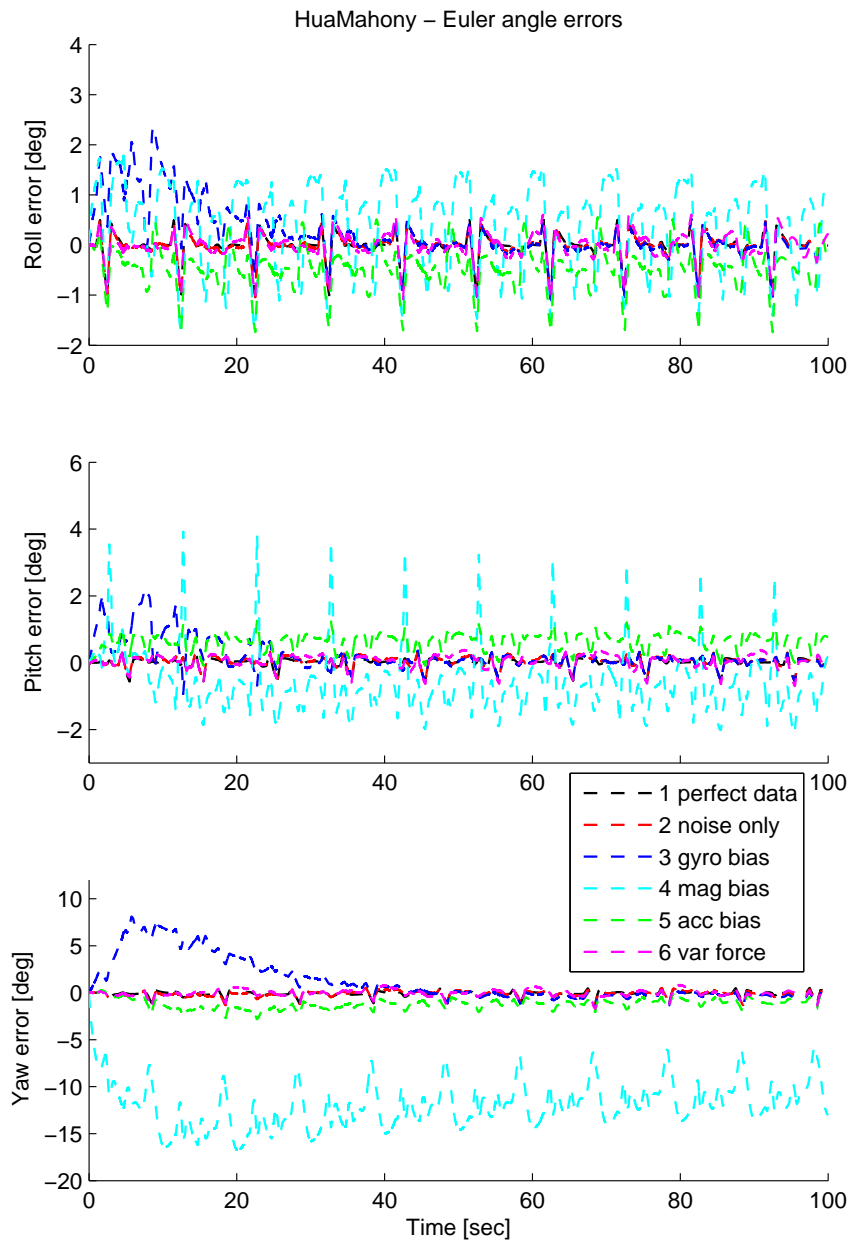 HuaMahony − Euler angle errors
4
3
2
1
0
−1
−2
Roll error [deg]
0 20 40 60 80 100
6
4
2
0
−2
Pitch error [deg]
0 20 40 60 80 100
1 perfect data
2 noise only
3 gyro bias
4 mag bias
5 acc bias
6 var force
10
5
0
−5
−10
−15
−20
Yaw error [deg]
0 20 40 60 80 100
Time [sec]